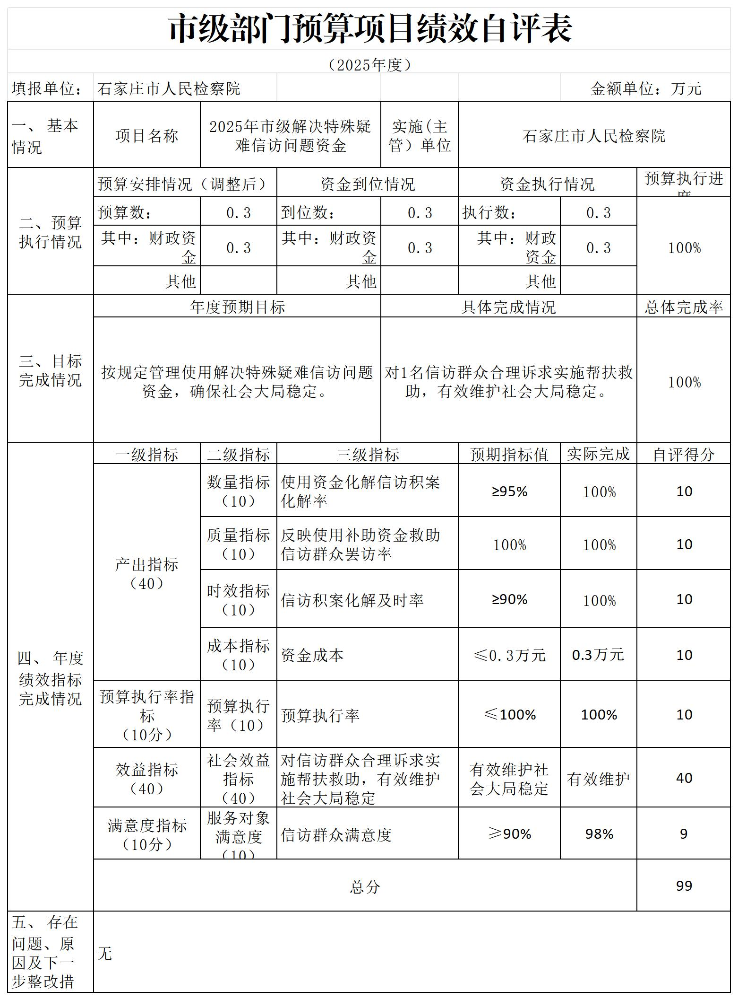 市级部门预算项目绩效自评表
（2025年度）
填报单位： 石家庄市人民检察院 金额单位：万元
一、 基本
情况
项目名称
2025年市级解决特殊疑
难信访问题资金
实施(主
管）单位
石家庄市人民检察院
二、预算
执行情况
预算安排情况（调整后） 资金到位情况 资金执行情况 预算执行进
度
预算数： 0.3 到位数： 0.3 执行数： 0.3
其中：财政资
金
0.3
其中：财政资
金
0.3
其中：财政
资金
0.3
100%
其他 其他 其他
三、目标
完成情况
年度预期目标 具体完成情况 总体完成率
按规定管理使用解决特殊疑难信访问题
资金，确保社会大局稳定。
对1名信访群众合理诉求实施帮扶救
助，有效维护社会大局稳定。
100%
四、 年度
绩效指标
完成情况
一级指标 二级指标 三级指标 预期指标值 实际完成 自评得分
产出指标
（40）
数量指标
（10）
使用资金化解信访积案
化解率
≥95% 100% 10
质量指标
（10）
反映使用补助资金救助
信访群众罢访率
100% 100% 10
时效指标
（10）
信访积案化解及时率
≥90% 100% 10
成本指标
（10）
资金成本
≤0.3万元 0.3万元 10
预算执行率指
标
（10分）
预算执行
率（10）
预算执行率
≤100% 100% 10
效益指标
（40）
社会效益
指标
（40）
对信访群众合理诉求实
施帮扶救助，有效维护
社会大局稳定
有效维护社
会大局稳定
有效维护 40
满意度指标
（10分）
服务对象
满意度
（10）
信访群众满意度
≥90% 98% 9
总分 99
五、 存在
问题、原
因及下一
步整改措
无